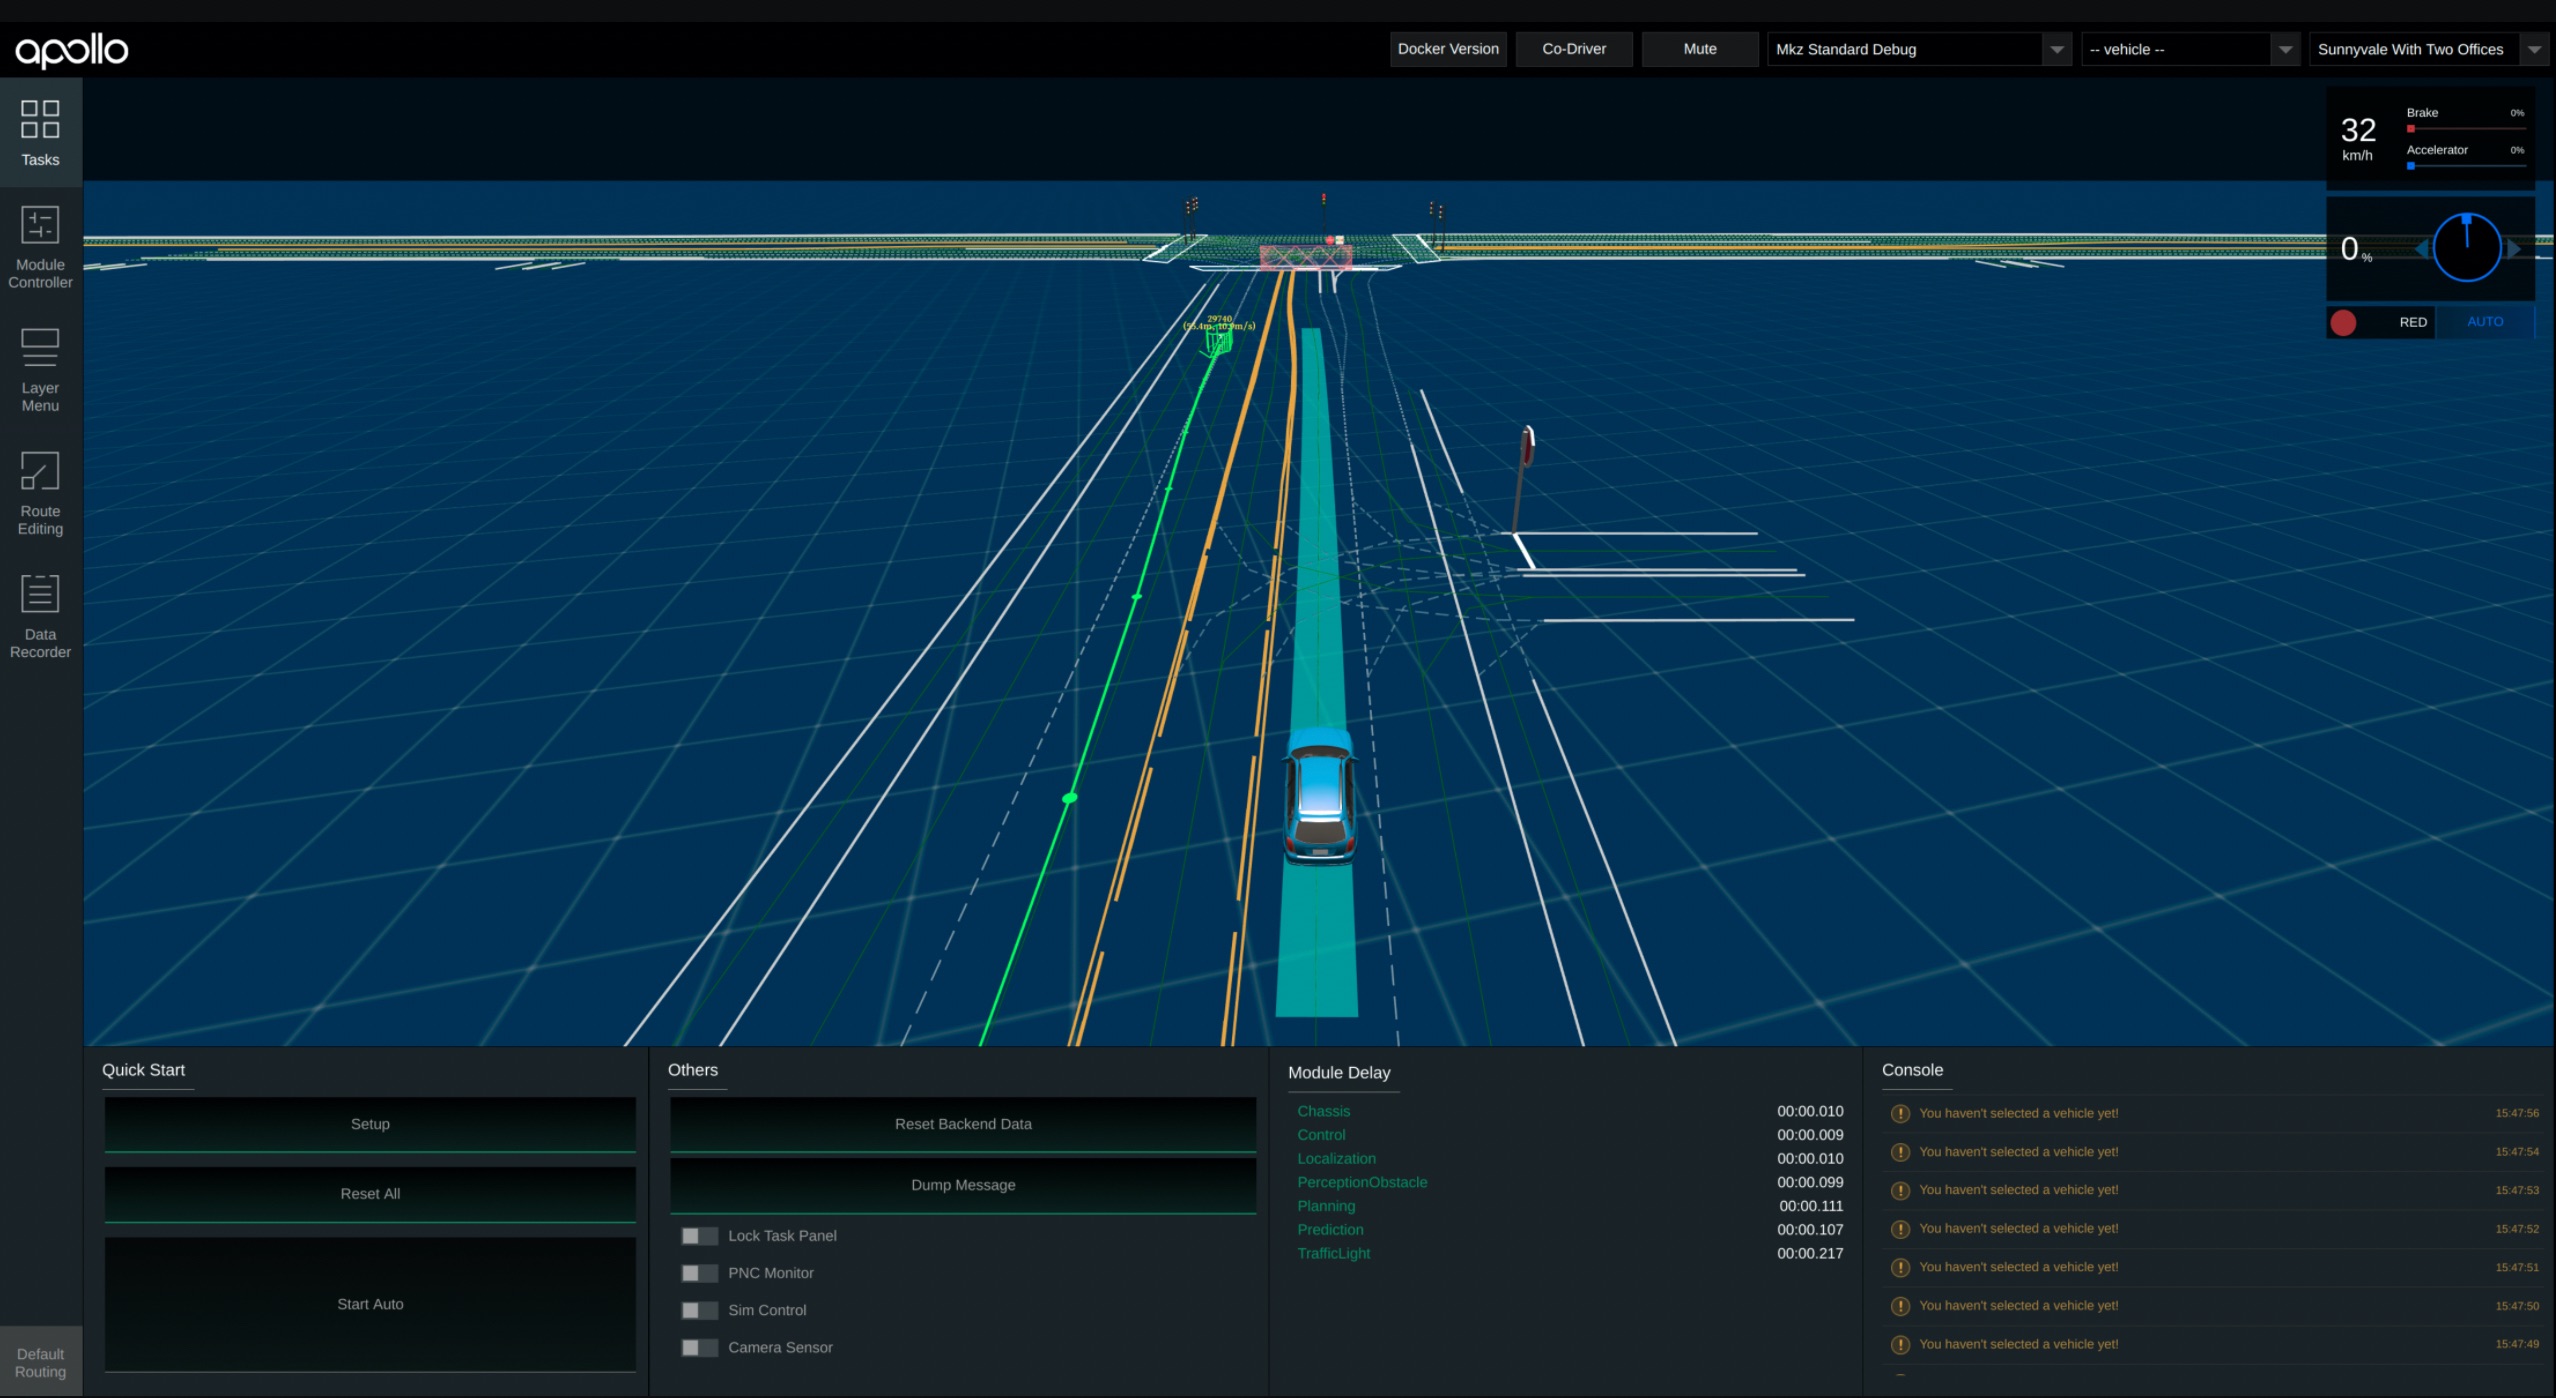 apollo
Docker Version
Co-Driver
Mute
Mkz Standard Debug
-- vehicle --
Sunnyvale With Two Offices
Tasks
Module
Controller
Layer
Menu
Route
Editing
Data
Recorder
Default
Routing
32
km/h
Brake 0%
Accelerator 0%
0 %
RED
AUTO
29740
Quick Start
Setup
Reset All
Start Auto
Others
Reset Backend Data
Dump Message
Lock Task Panel
PNC Monitor
Sim Control
Camera Sensor
Module Delay
Chassis 00:00.010
Control 00:00.009
Localization 00:00.010
PerceptionObstacle 00:00.099
Planning 00:00.111
Prediction 00:00.107
TrafficLight 00:00.217
Console
You haven't selected a vehicle yet! 15:47:56
You haven't selected a vehicle yet! 15:47:54
You haven't selected a vehicle yet! 15:47:53
You haven't selected a vehicle yet! 15:47:52
You haven't selected a vehicle yet! 15:47:51
You haven't selected a vehicle yet! 15:47:50
You haven't selected a vehicle yet! 15:47:49